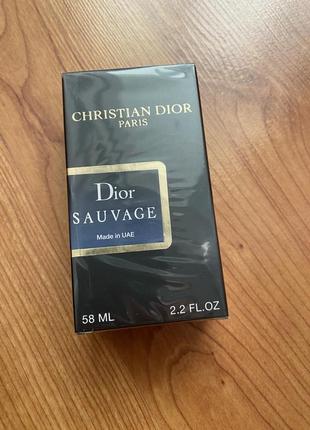 CHRISTIAN DIOR
PARIS
Dior
SAUVAGE
Made in UAE
58 ML 2.2 FL.OZ